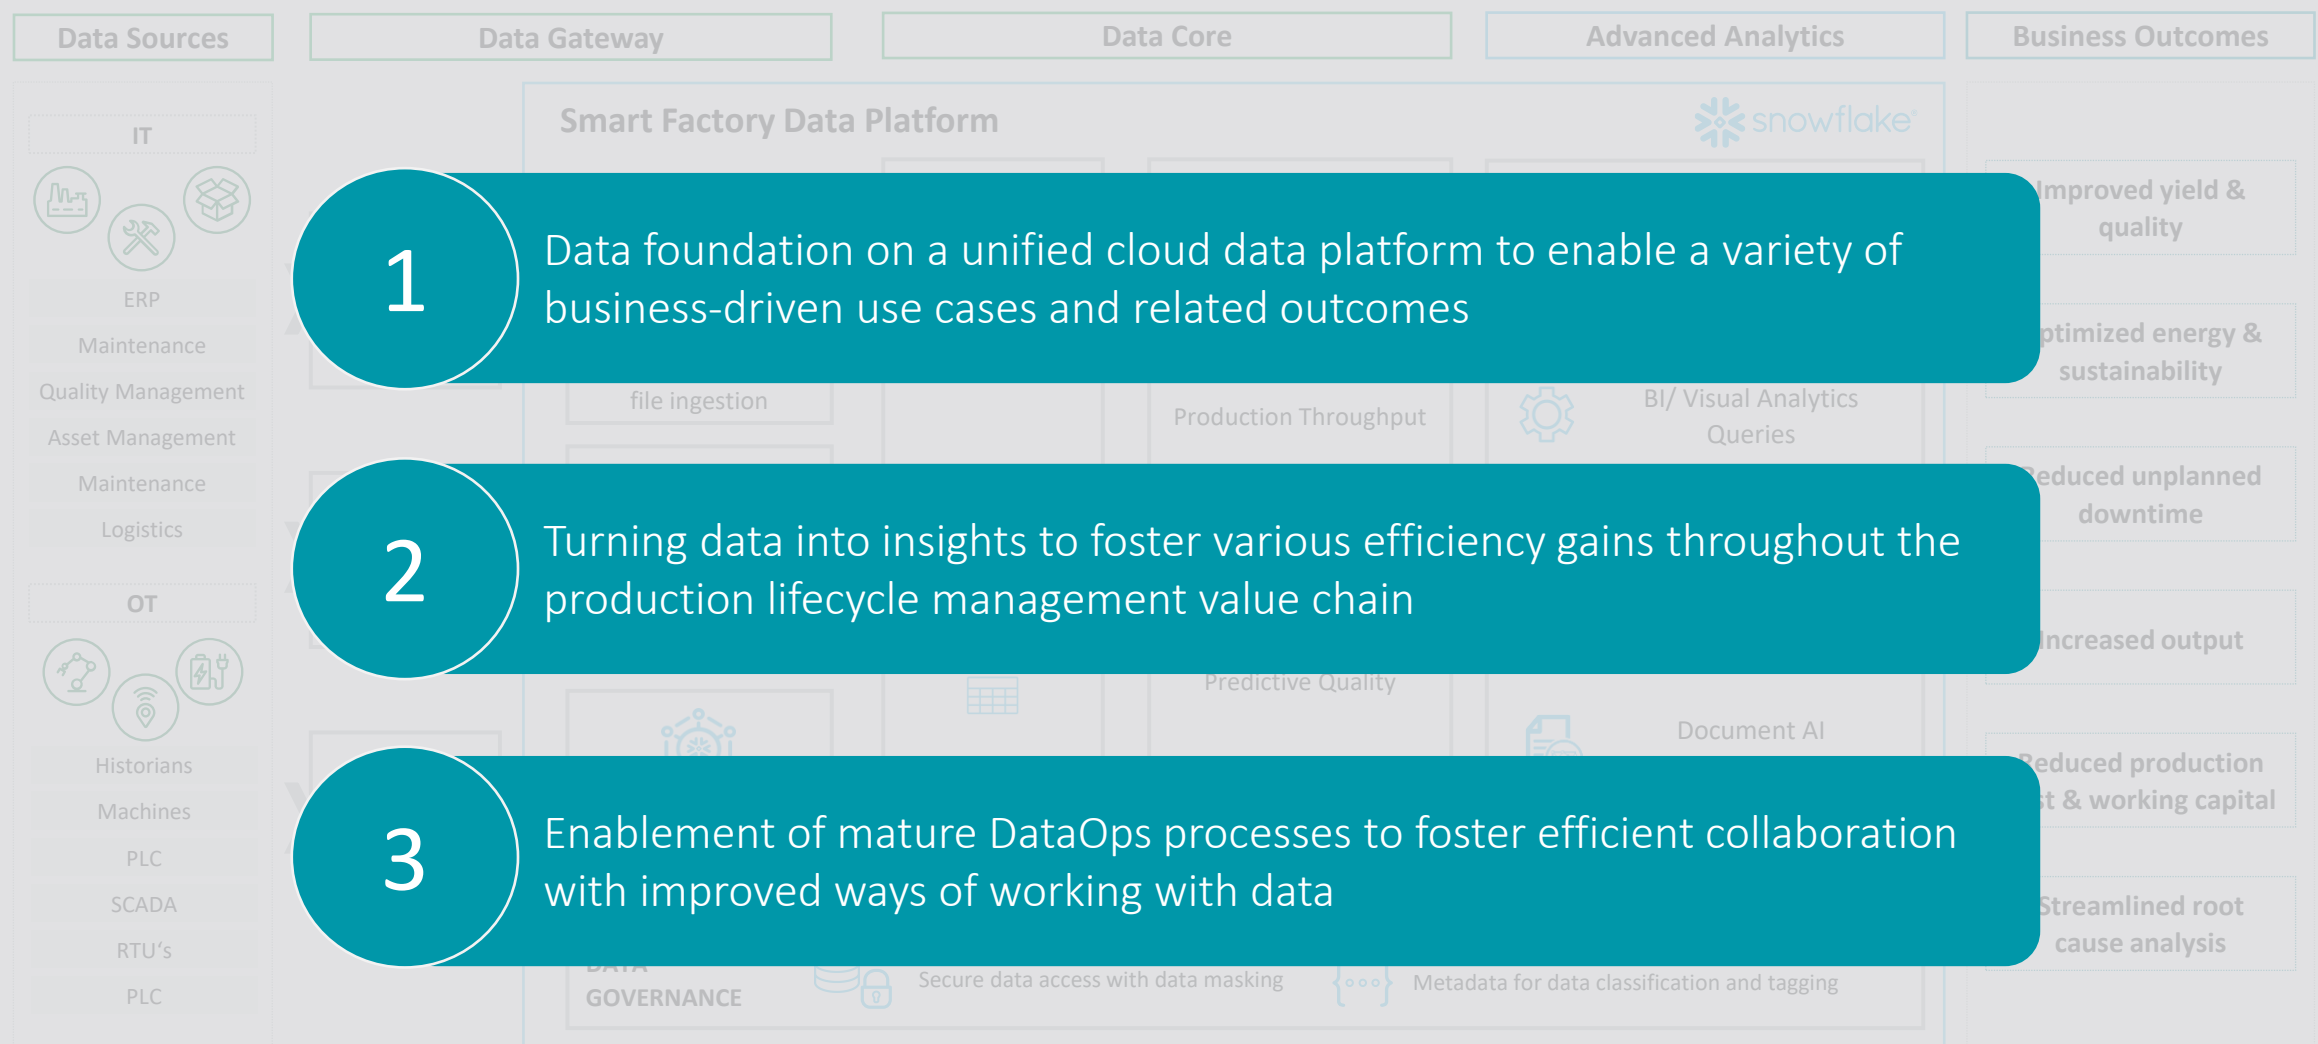 Data Sources
Data Gateway
Data Core
Advanced Analytics
Business Outcomes
Smart Factory Data Platform
snowflake
IT
ERP
Maintenance
Quality Management
Asset Management
Maintenance
Logistics
OT
Historians
Machines
PLC
SCADA
RTU‘s
PLC
1
Data foundation on a unified cloud data platform to enable a variety of
business-driven use cases and related outcomes
file ingestion
Production Throughput
BI/ Visual Analytics
Queries
2
Turning data into insights to foster various efficiency gains throughout the
production lifecycle management value chain
Predictive Quality
Document AI
3
Enablement of mature DataOps processes to foster efficient collaboration
with improved ways of working with data
DATA
GOVERNANCE
Secure data access with data masking
Metadata for data classification and tagging
Improved yield &
quality
energy &
sustainability
unplanned
downtime
Increased output
production
& working capital
Streamlined root
cause analysis